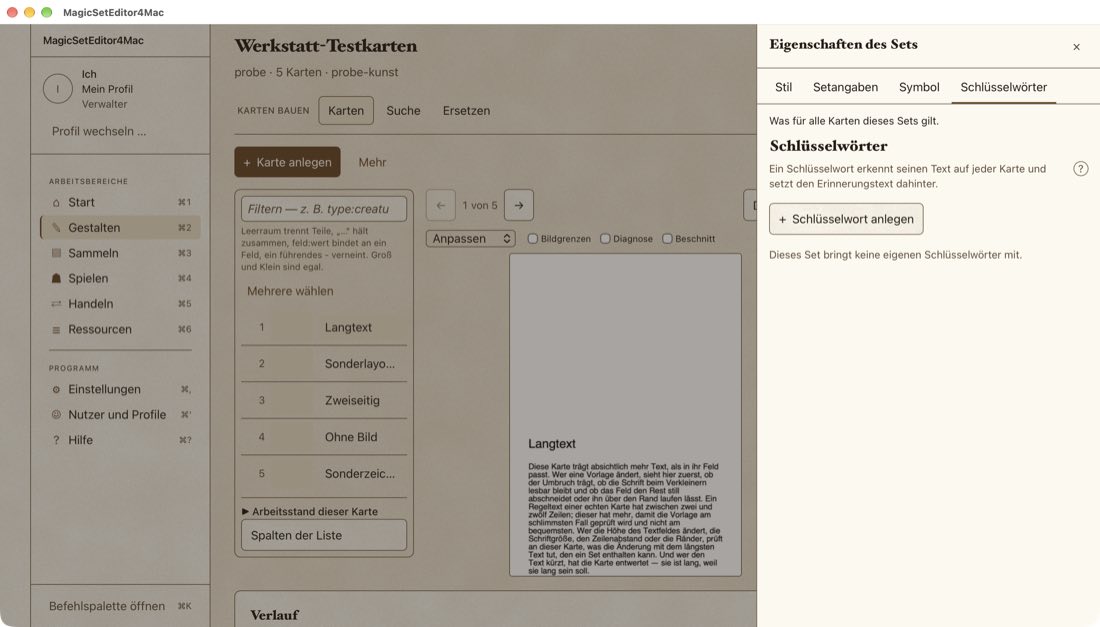 MagicSetEditor4Mac
MagicSetEditor4Mac
I
Ich
Mein Profil
Verwalter
Profil wechseln ...
ARBEITSBEREICHE
Start ⌘1
Gestalten ⌘2
Sammeln ⌘3
Spielen ⌘4
Handeln ⌘5
Ressourcen ⌘6
PROGRAMM
Einstellungen ⌘,
Nutzer und Profile ⌘'
? Hilfe ⌘?
Befehlspalette öffnen ⌘K
Werkstatt-Testkarten
probe · 5 Karten · probe-kunst
KARTEN BAUEN Karten Suche Ersetzen
+ Karte anlegen Mehr
Filtern — z. B. type:creatu
Leerraum trennt Teile, „…" hält
zusammen, feld:wert bindet an ein
Feld, ein führendes - verneint. Groß
und Klein sind egal.
Mehrere wählen
1 Langtext
2 Sonderlayo...
3 Zweiseitig
4 Ohne Bild
5 Sonderzeic...
▶ Arbeitsstand dieser Karte
Spalten der Liste
← 1 von 5 →
Anpassen Bildgrenzen Diagnose Beschnitt
Langtext
Diese Karte trägt absichtlich mehr Text, als in ihr Feld
passt. Wer eine Vorlage ändert, sieht hier zuerst, ob
der Umbruch trägt, ob die Schrift beim Verkleinern
lesbar bleibt und ob das Feld den Rest still
abschneidet oder ihn über den Rand laufen lässt. Ein
Regeltext einer echten Karte hat zwischen zwei und
zwölf Zeilen; dieser hat mehr, damit die Vorlage am
schlimmsten Fall geprüft wird und nicht am
bequemsten. Wer die Höhe des Textfeldes ändert, die
Schriftgröße, den Zeilenabstand oder die Ränder, prüft
an dieser Karte, was die Änderung mit dem längsten
Text tut, den ein Set enthalten kann. Und wer den
Text kürzt, hat die Karte entwertet — sie ist lang, weil
sie lang sein soll.
Verlauf
Eigenschaften des Sets ×
Stil Setangaben Symbol Schlüsselwörter
Was für alle Karten dieses Sets gilt.
Schlüsselwörter
Ein Schlüsselwort erkennt seinen Text auf jeder Karte und
setzt den Erinnerungstext dahinter.
?
+ Schlüsselwort anlegen
Dieses Set bringt keine eigenen Schlüsselwörter mit.